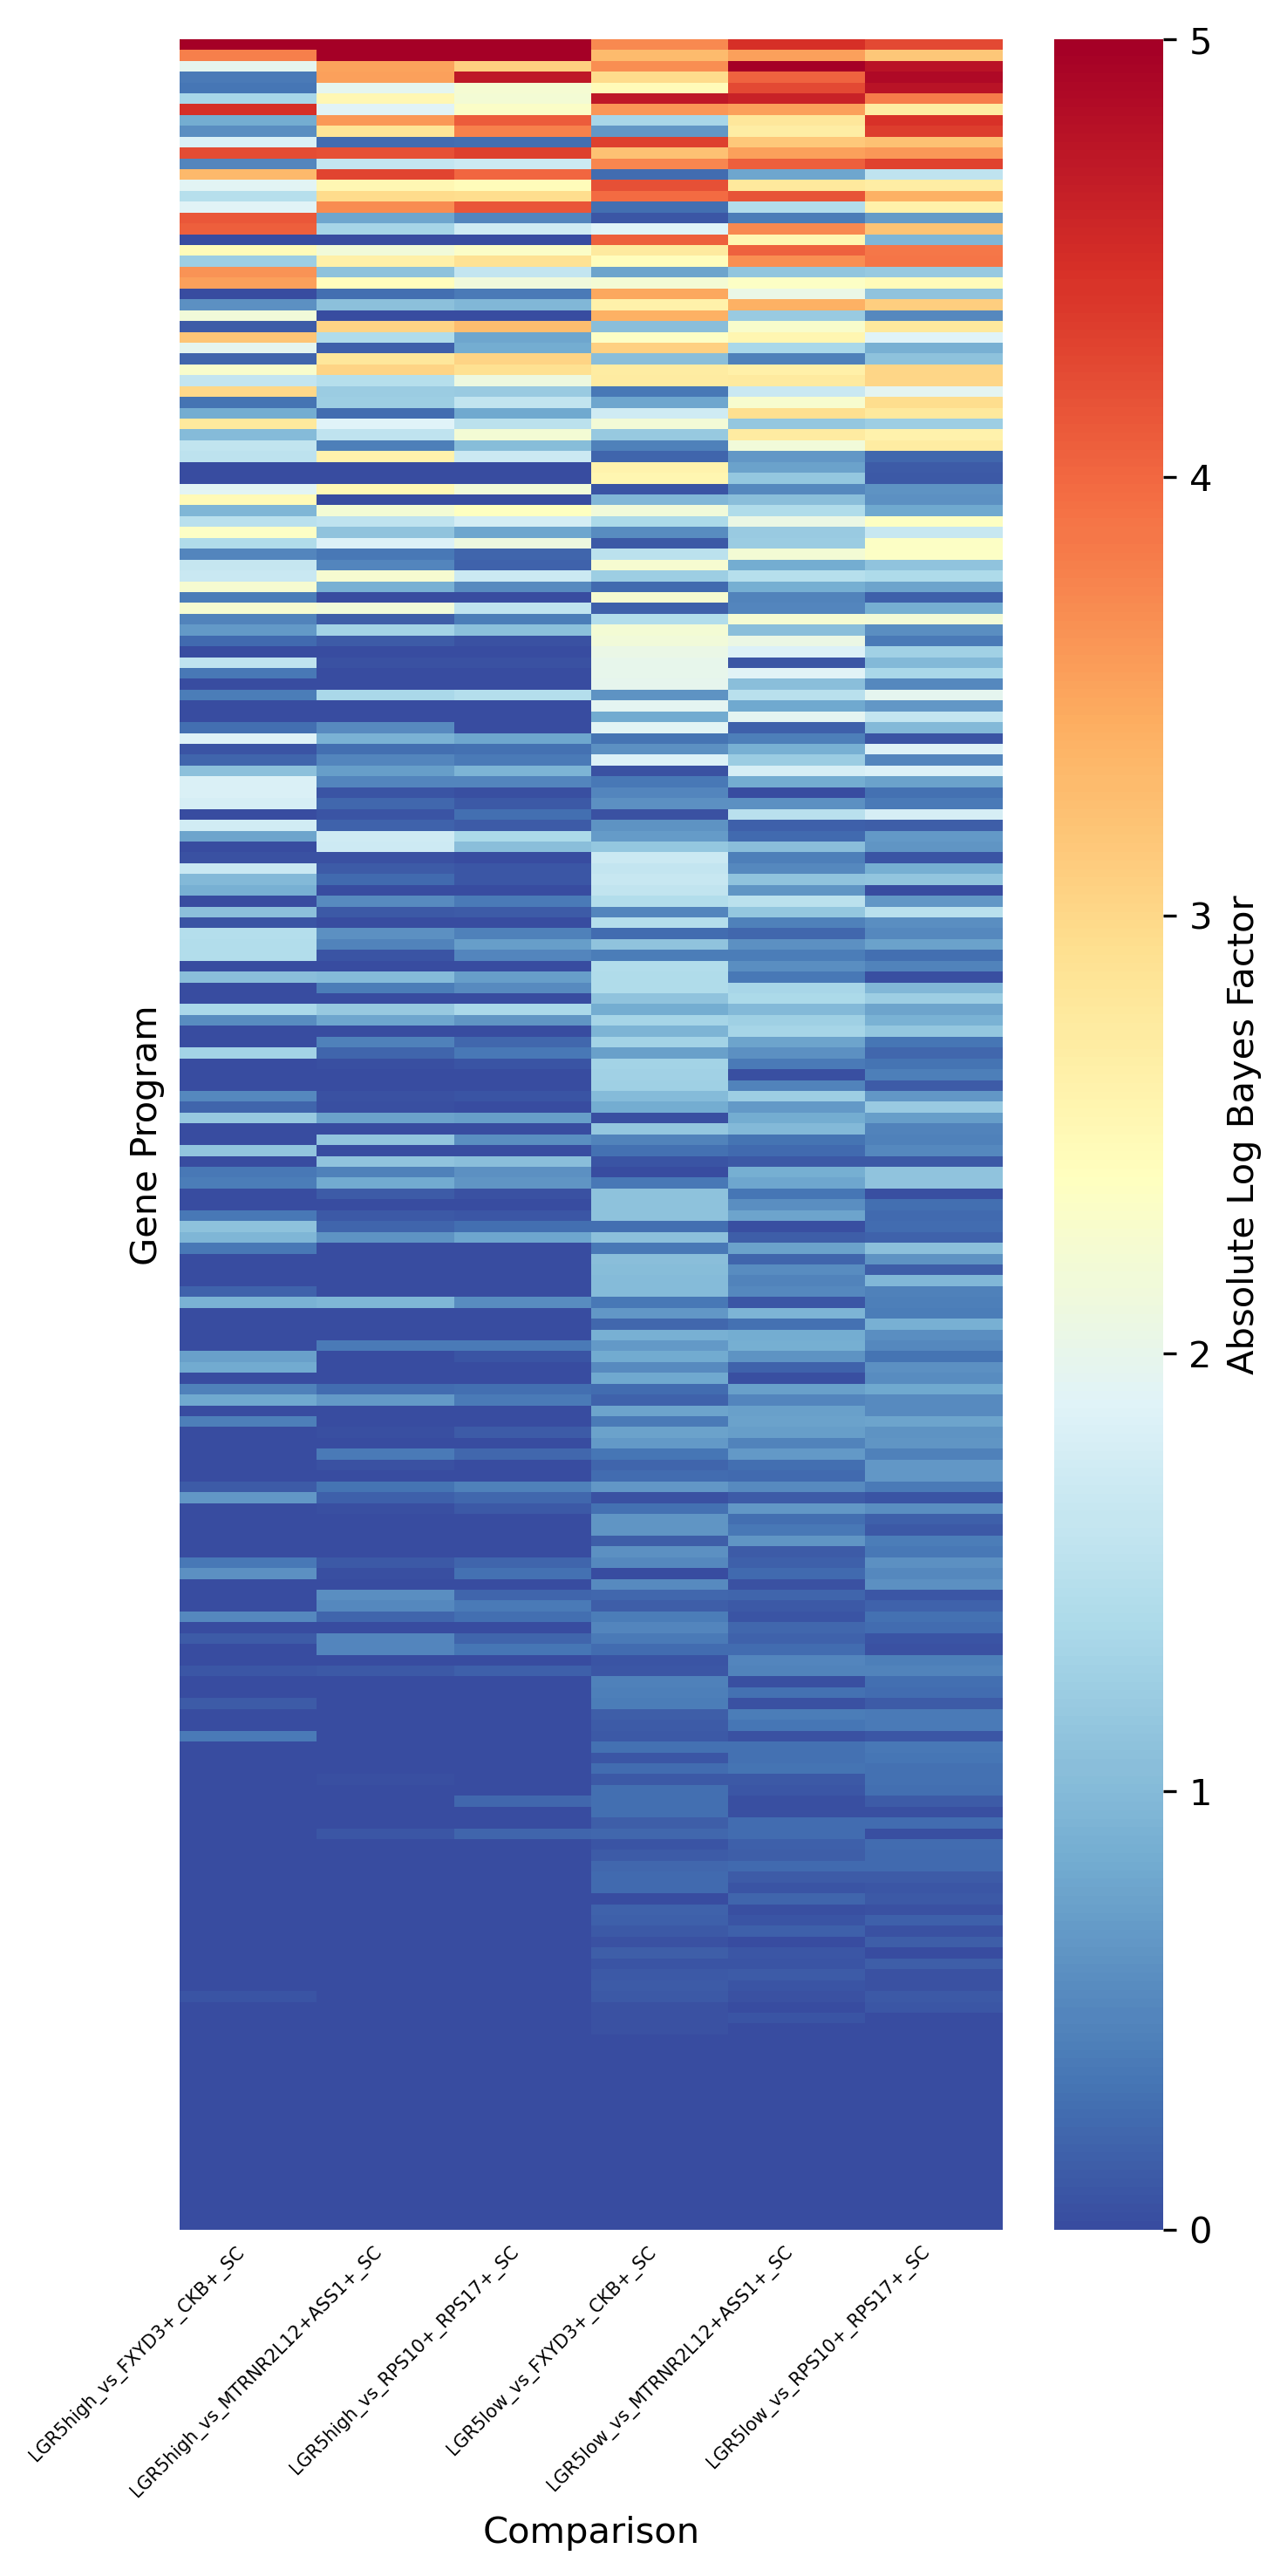 Gene Program
LGR5high_vs_FXYD3+_CKB+_SC
LGR5high_vs_MTRNR2L12+ASS1+_SC
LGR5high_vs_RPS10+_RPS17+_SC
LGR5low_vs_FXYD3+_CKB+_SC
LGR5low_vs_MTRNR2L12+ASS1+_SC
LGR5low_vs_RPS10+_RPS17+_SC
Comparison
5
4
3
2
1
0
Absolute Log Bayes Factor